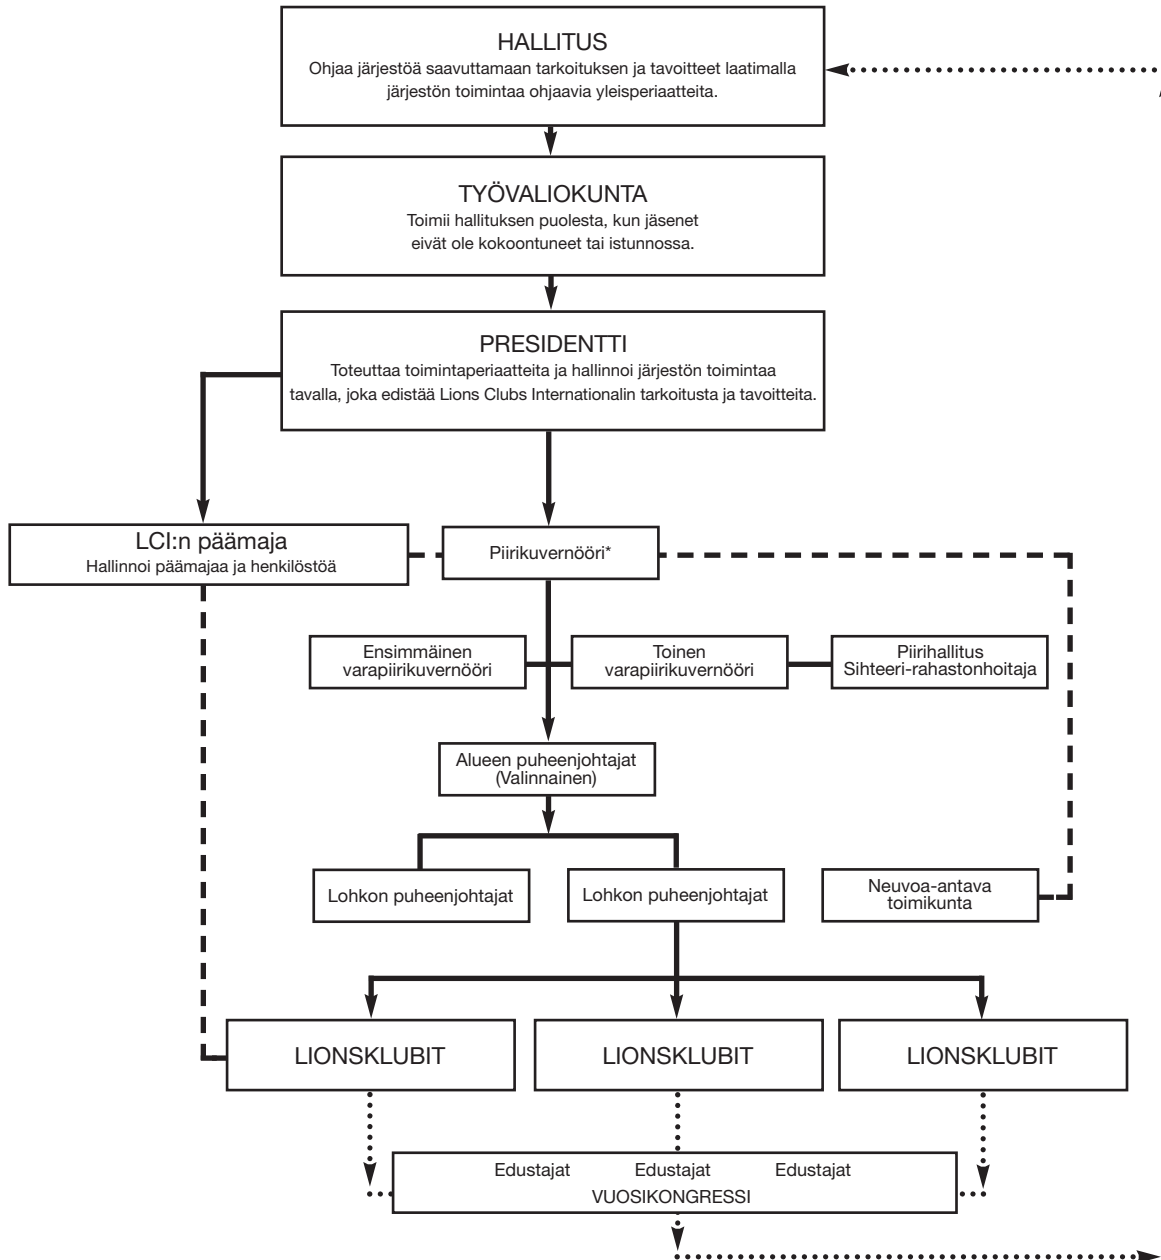 HALLITUS
Ohjaa järjestöä saavuttamaan tarkoituksen ja tavoitteet laatimalla
järjestön toimintaa ohjaavia yleisperiaatteita.
TYÖVALIOKUNTA
Toimii hallituksen puolesta, kun jäsenet
eivät ole kokoontuneet tai istunnossa.
PRESIDENTTI
Toteuttaa toimintaperiaatteita ja hallinnoi järjestön toimintaa
tavalla, joka edistää Lions Clubs Internationalin tarkoitusta ja tavoitteita.
LCI:n päämaja
Hallinnoi päämajaa ja henkilöstöä
Piirikuvernööri*
Ensimmäinen
varapiirikuvernööri
Toinen
varapiirikuvernööri
Piirihallitus
Sihteeri-rahastonhoitaja
Alueen puheenjohtajat
(Valinnainen)
Lohkon puheenjohtajat
Lohkon puheenjohtajat
Neuvoa-antava
toimikunta
LIONSKLUBIT
LIONSKLUBIT
LIONSKLUBIT
Edustajat Edustajat Edustajat
VUOSIKONGRESSI